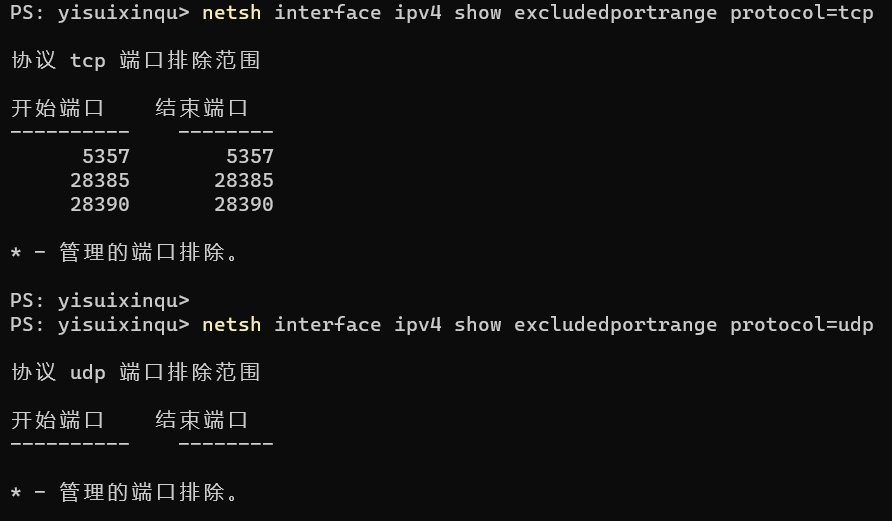 PS: yisuixinqu> netsh interface ipv4 show excludedportrange protocol=tcp
协议 tcp 端口排除范围
开始端口    结束端口
----------    --------
      5357        5357
     28385       28385
     28390       28390
* - 管理的端口排除。
PS: yisuixinqu>
PS: yisuixinqu> netsh interface ipv4 show excludedportrange protocol=udp
协议 udp 端口排除范围
开始端口    结束端口
----------    --------
* - 管理的端口排除。